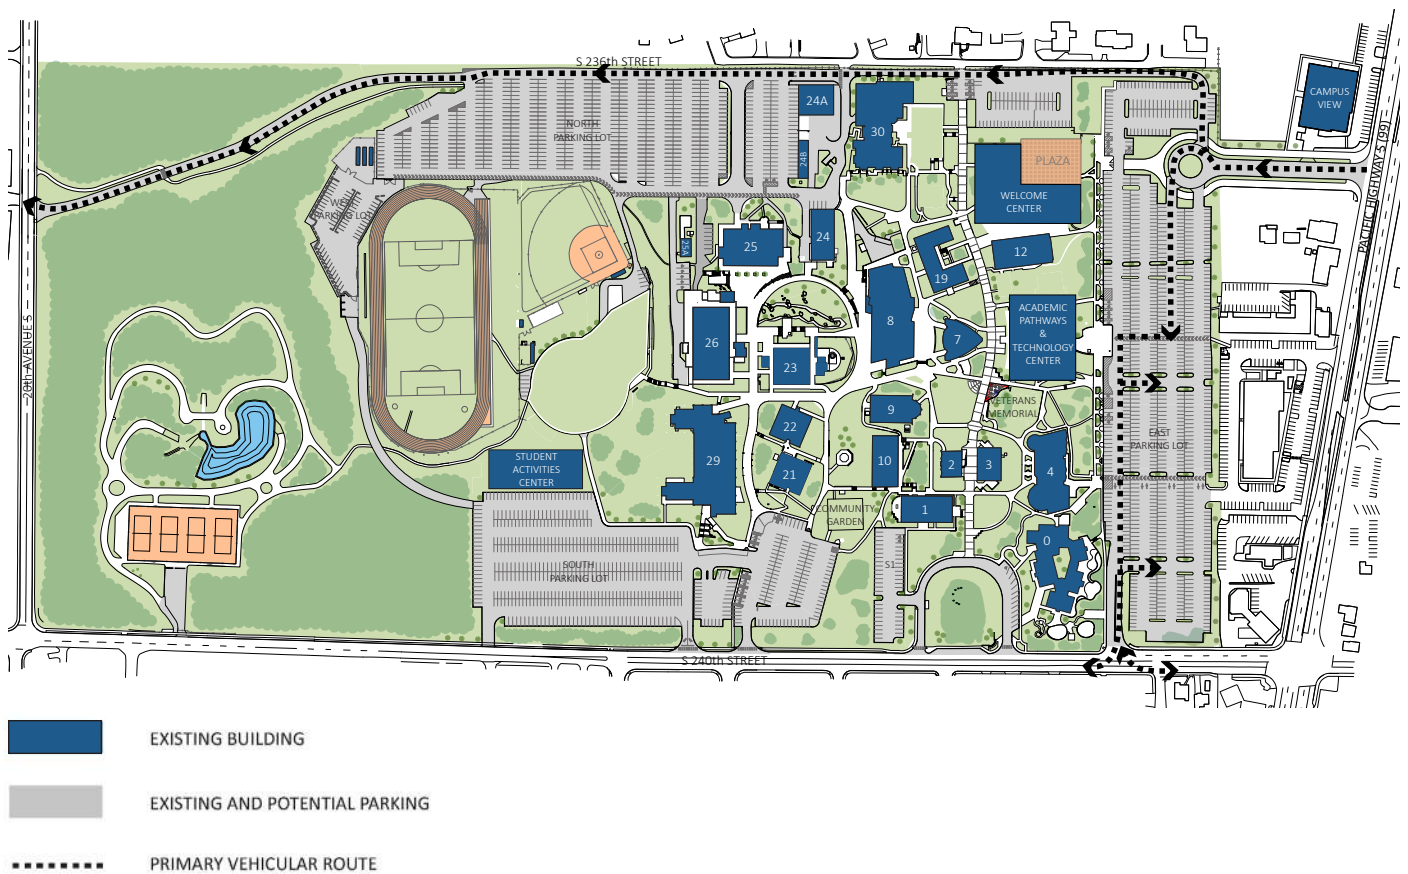 S 236th STREET
24A
CAMPUS
VIEW
NORTH
PARKING LOT
30
24B
PLAZA
PACIFIC HIGHWAY S (99)
WELCOME
CENTER
WEST
PARKING LOT
24
25
25A
12
19
ACADEMIC
PATHWAYS
&
TECHNOLOGY
CENTER
8
7
26
20th AVENUE S
23
VETERANS
MEMORIAL
9
22
EAST
PARKING LOT
STUDENT
ACTIVITIES
CENTER
29
21
10
2
3
4
COMMUNITY
GARDEN
1
0
SOUTH
PARKING LOT
S1
S 240th STREET
EXISTING BUILDING
EXISTING AND POTENTIAL PARKING
PRIMARY VEHICULAR ROUTE